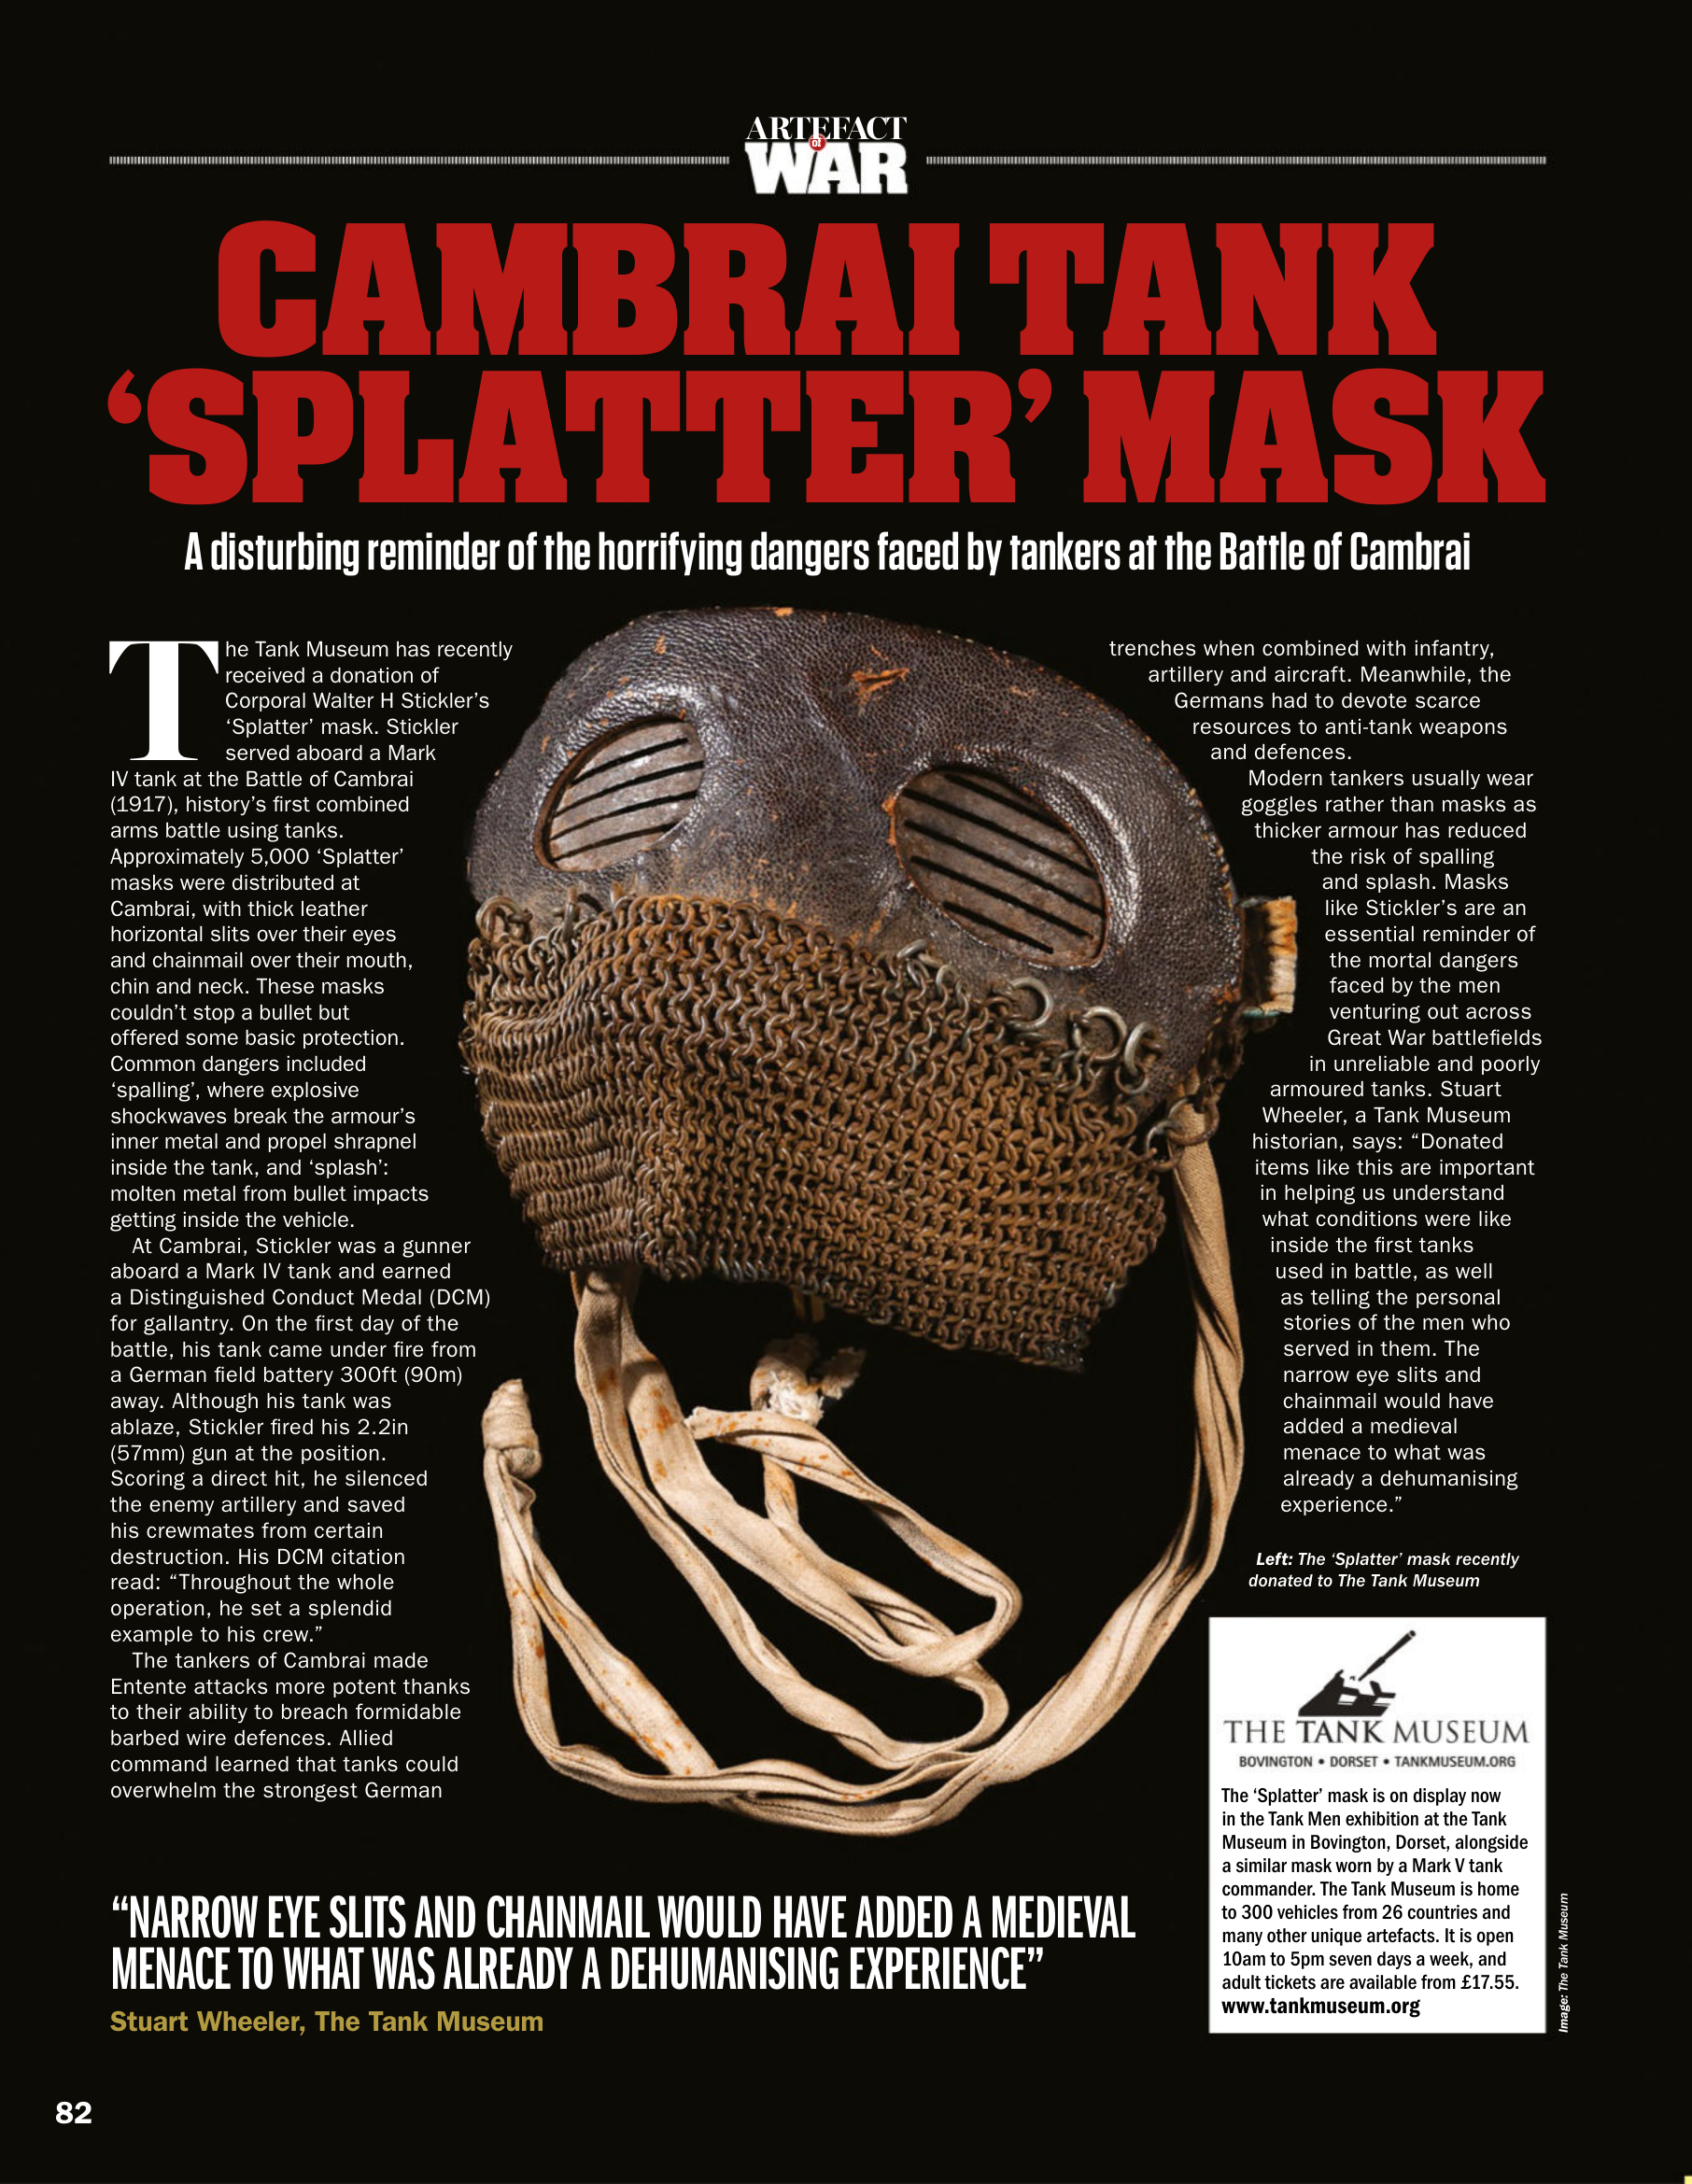 ARTEFACT
of
WAR
CAMBRAI TANK
‘SPLATTER’ MASK
A disturbing reminder of the horrifying dangers faced by tankers at the Battle of Cambrai
The Tank Museum has recently
received a donation of
Corporal Walter H Stickler’s
‘Splatter’ mask. Stickler
served aboard a Mark
IV tank at the Battle of Cambrai
(1917), history’s first combined
arms battle using tanks.
Approximately 5,000 ‘Splatter’
masks were distributed at
Cambrai, with thick leather
horizontal slits over their eyes
and chainmail over their mouth,
chin and neck. These masks
couldn’t stop a bullet but
offered some basic protection.
Common dangers included
‘spalling’, where explosive
shockwaves break the armour’s
inner metal and propel shrapnel
inside the tank, and ‘splash’:
molten metal from bullet impacts
getting inside the vehicle.
At Cambrai, Stickler was a gunner
aboard a Mark IV tank and earned
a Distinguished Conduct Medal (DCM)
for gallantry. On the first day of the
battle, his tank came under fire from
a German field battery 300ft (90m)
away. Although his tank was
ablaze, Stickler fired his 2.2in
(57mm) gun at the position.
Scoring a direct hit, he silenced
the enemy artillery and saved
his crewmates from certain
destruction. His DCM citation
read: “Throughout the whole
operation, he set a splendid
example to his crew.”
The tankers of Cambrai made
Entente attacks more potent thanks
to their ability to breach formidable
barbed wire defences. Allied
command learned that tanks could
overwhelm the strongest German
trenches when combined with infantry,
artillery and aircraft. Meanwhile, the
Germans had to devote scarce
resources to anti-tank weapons
and defences.
Modern tankers usually wear
goggles rather than masks as
thicker armour has reduced
the risk of spalling
and splash. Masks
like Stickler’s are an
essential reminder of
the mortal dangers
faced by the men
venturing out across
Great War battlefields
in unreliable and poorly
armoured tanks. Stuart
Wheeler, a Tank Museum
historian, says: “Donated
items like this are important
in helping us understand
what conditions were like
inside the first tanks
used in battle, as well
as telling the personal
stories of the men who
served in them. The
narrow eye slits and
chainmail would have
added a medieval
menace to what was
already a dehumanising
experience.”
Left: The ‘Splatter’ mask recently
donated to The Tank Museum
THE TANK MUSEUM
BOVINGTON • DORSET • TANKMUSEUM.ORG
The ‘Splatter’ mask is on display now
in the Tank Men exhibition at the Tank
Museum in Bovington, Dorset, alongside
a similar mask worn by a Mark V tank
commander. The Tank Museum is home
to 300 vehicles from 26 countries and
many other unique artefacts. It is open
10am to 5pm seven days a week, and
adult tickets are available from £17.55.
www.tankmuseum.org
Image: The Tank Museum
“NARROW EYE SLITS AND CHAINMAIL WOULD HAVE ADDED A MEDIEVAL
MENACE TO WHAT WAS ALREADY A DEHUMANISING EXPERIENCE”
Stuart Wheeler, The Tank Museum
82